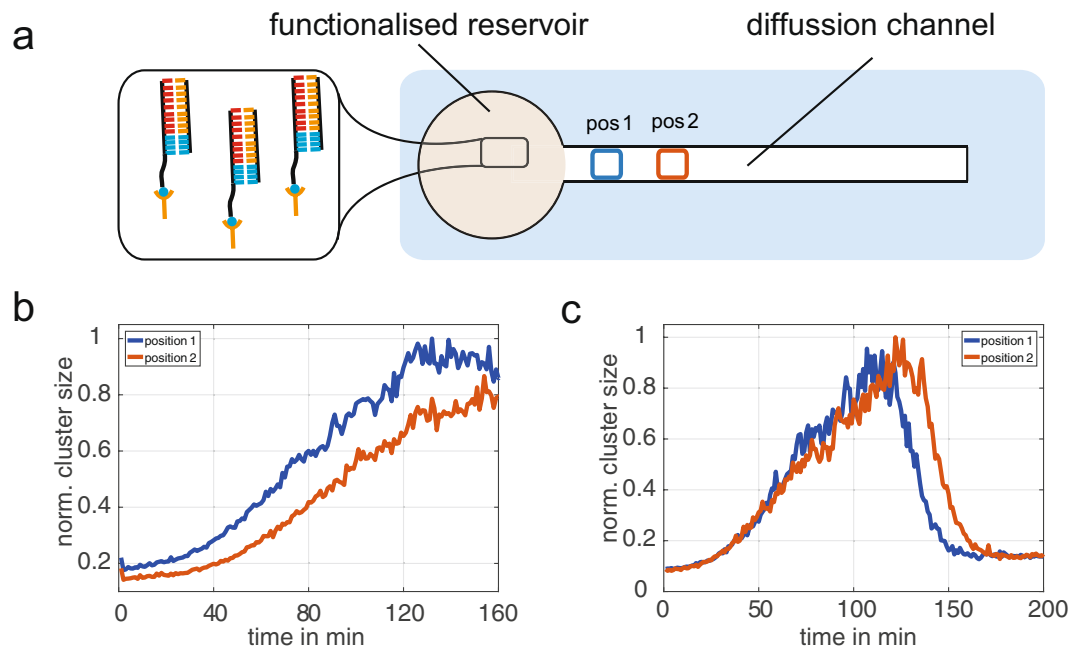 a
functionalised reservoir
diffussion channel
pos 1
pos 2
b
norm. cluster size
1
0.8
0.6
0.4
0.2
position 1
position 2
0
40
80
120
160
time in min
c
norm. cluster size
1
0.8
0.6
0.4
0.2
0
position 1
position 2
0
50
100
150
200
time in min